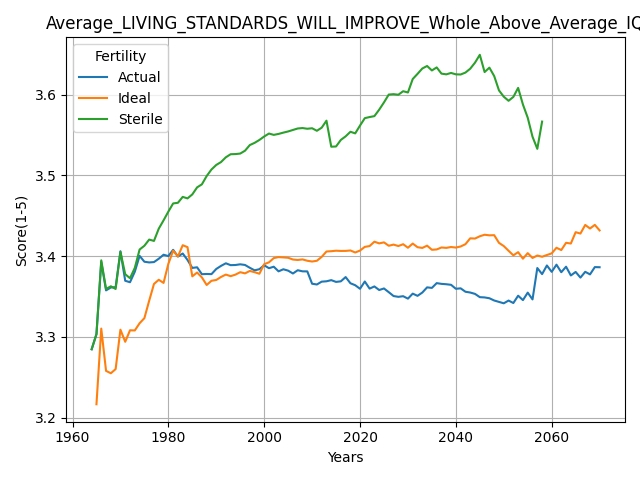 Average_LIVING_STANDARDS_WILL_IMPROVE_Whole_Above_Average_IQ
Fertility
Actual
Ideal
Sterile
Score(1-5)
3.6
3.5
3.4
3.3
3.2
1960 1980 2000 2020 2040 2060
Years